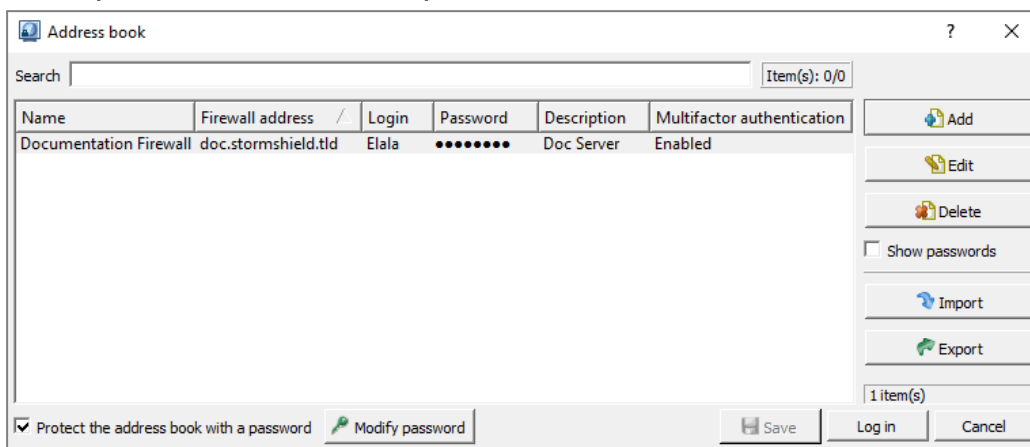 Address book
?
Search
Item(s): 0/0
Name Firewall address Login Password Description Multifactor authentication
Documentation Firewall doc.stormshield.tld Elala ●●●●●●●● Doc Server Enabled
Add
Edit
Delete
Show passwords
Import
Export
1 item(s)
Protect the address book with a password Modify password Save Log in Cancel